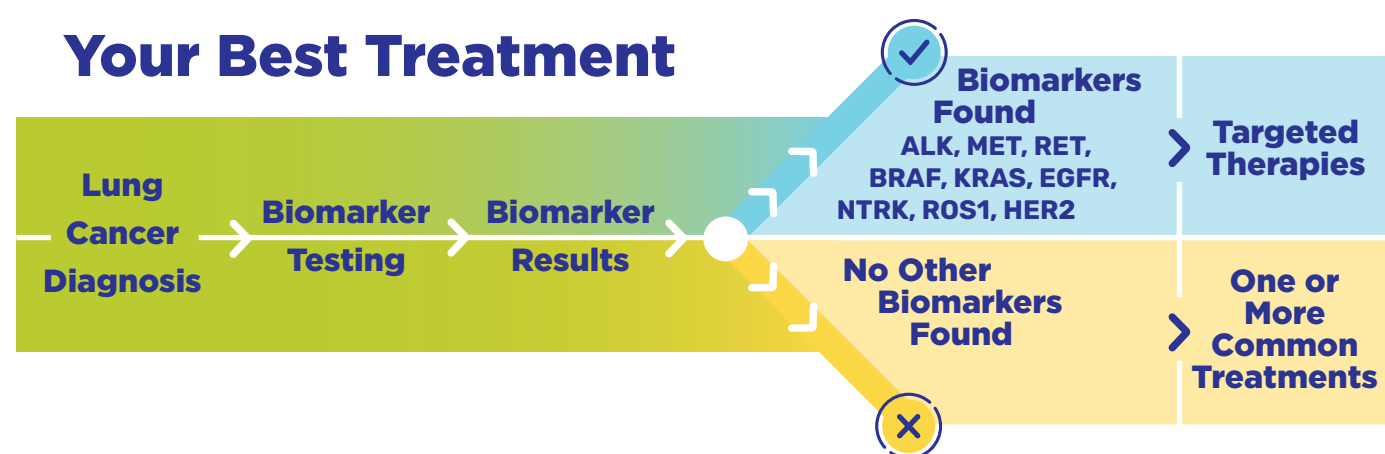 Your Best Treatment
Lung
Cancer
Diagnosis
Biomarker
Testing
Biomarker
Results
Biomarkers
Found
ALK, MET, RET,
BRAF, KRAS, EGFR,
NTRK, ROS1, HER2
Targeted
Therapies
No Other
Biomarkers
Found
One or
More
Common
Treatments